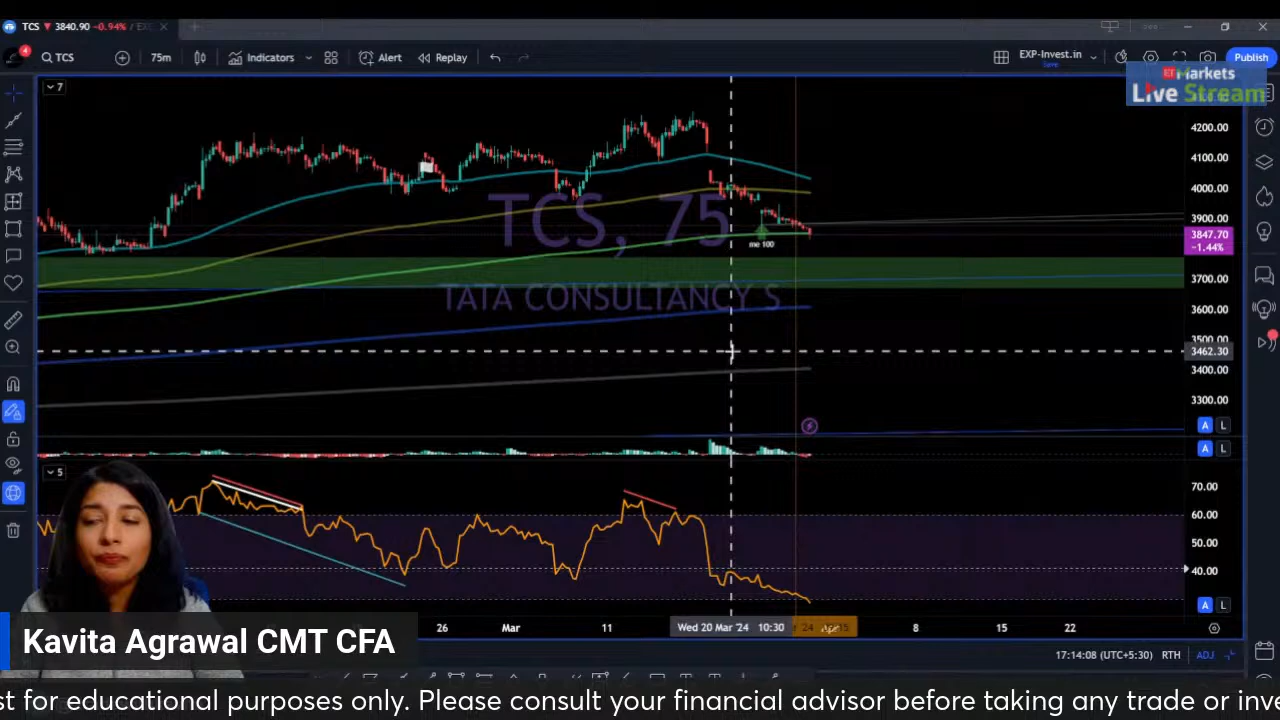 TCS 3840.90 -0.94% / EXP
4 TCS 75m Indicators Alert Replay EXP-Invest.in Publish
ET Markets
Live Stream
7
4200.00
4100.00
4000.00
3900.00
3847.70
-1.44%
3700.00
3600.00
3500.00
3462.30
3400.00
3300.00
TCS, 75
me 100
TATA CONSULTANCY S
A L
A L
5
70.00
60.00
50.00
40.00
A L
26 Mar 11 Wed 20 Mar '24 10:30 8 15 22
17:14:08 (UTC+5:30) RTH ADJ
Kavita Agrawal CMT CFA
st for educational purposes only. Please consult your financial advisor before taking any trade or inve